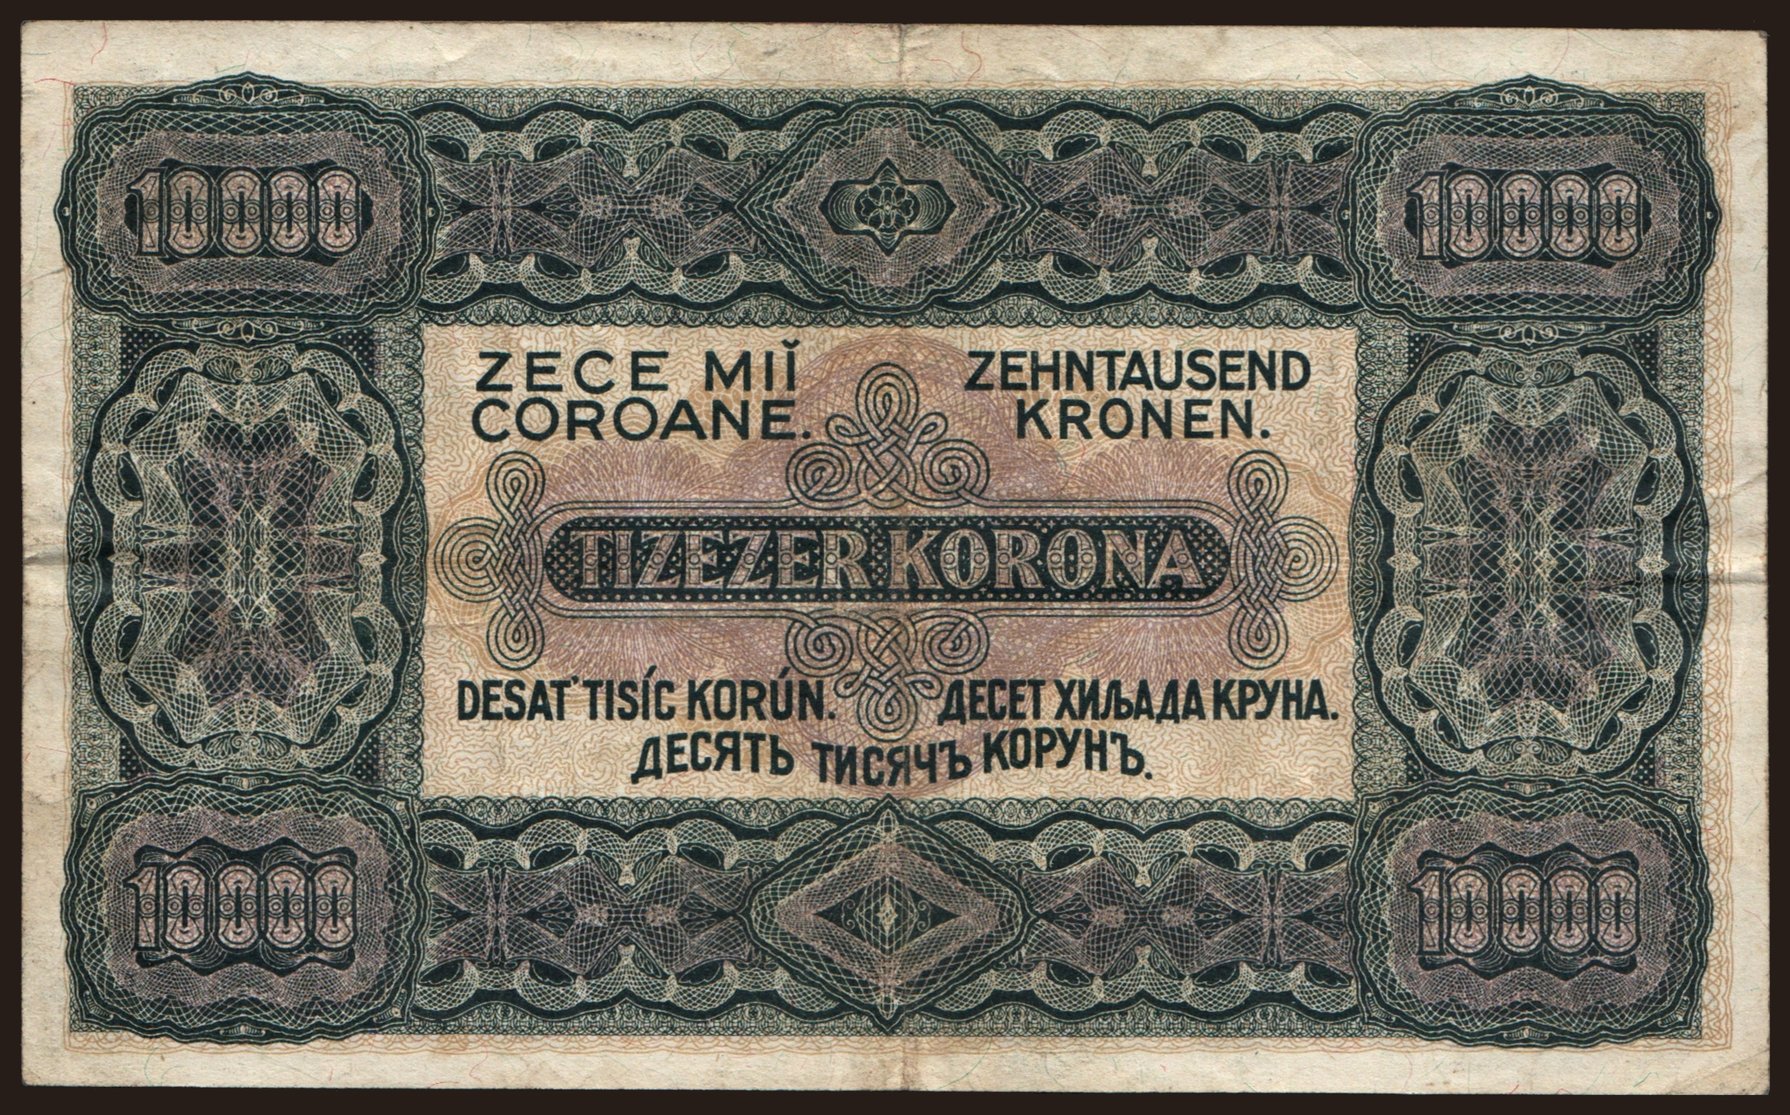 10000
10000
ZECE MIĬ
COROANE.
ZEHNTAUSEND
KRONEN.
TIZEZER KORONA
DESAŤ TISÍC KORÚN.
ДЕСЕТ ХИЉАДА КРУНА.
ДЕСЯТЬ ТИСЯЧЪ КОРУНЪ.
10000
10000